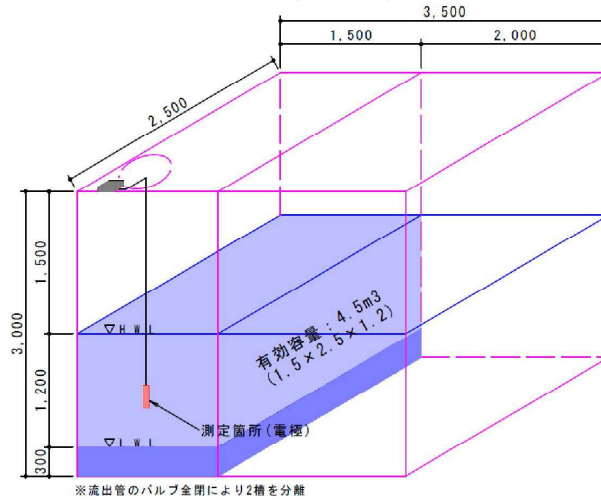 3,500
1,500
2,000
2,500
3,000
1,500
1,200
300
▽H W L
有効容量：4.5m3
(1.5×2.5×1.2)
測定箇所(電極)
▽L W L
※流出管のバルブ全閉により2槽を分離